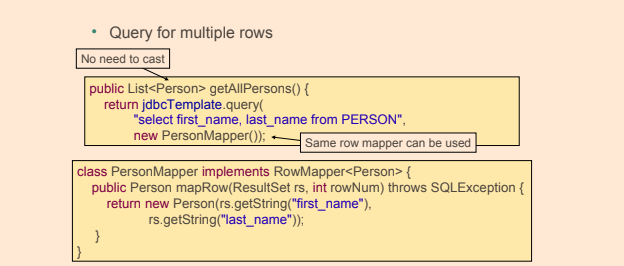 • Query for multiple rows
No need to cast
public List<Person> getAllPersons() {
return jdbcTemplate.query(
"select first_name, last_name from PERSON",
new PersonMapper());
Same row mapper can be used
class PersonMapper implements RowMapper<Person> {
public Person mapRow(ResultSet rs, int rowNum) throws SQLException {
return new Person(rs.getString("first_name"),
rs.getString("last_name"));
}
}